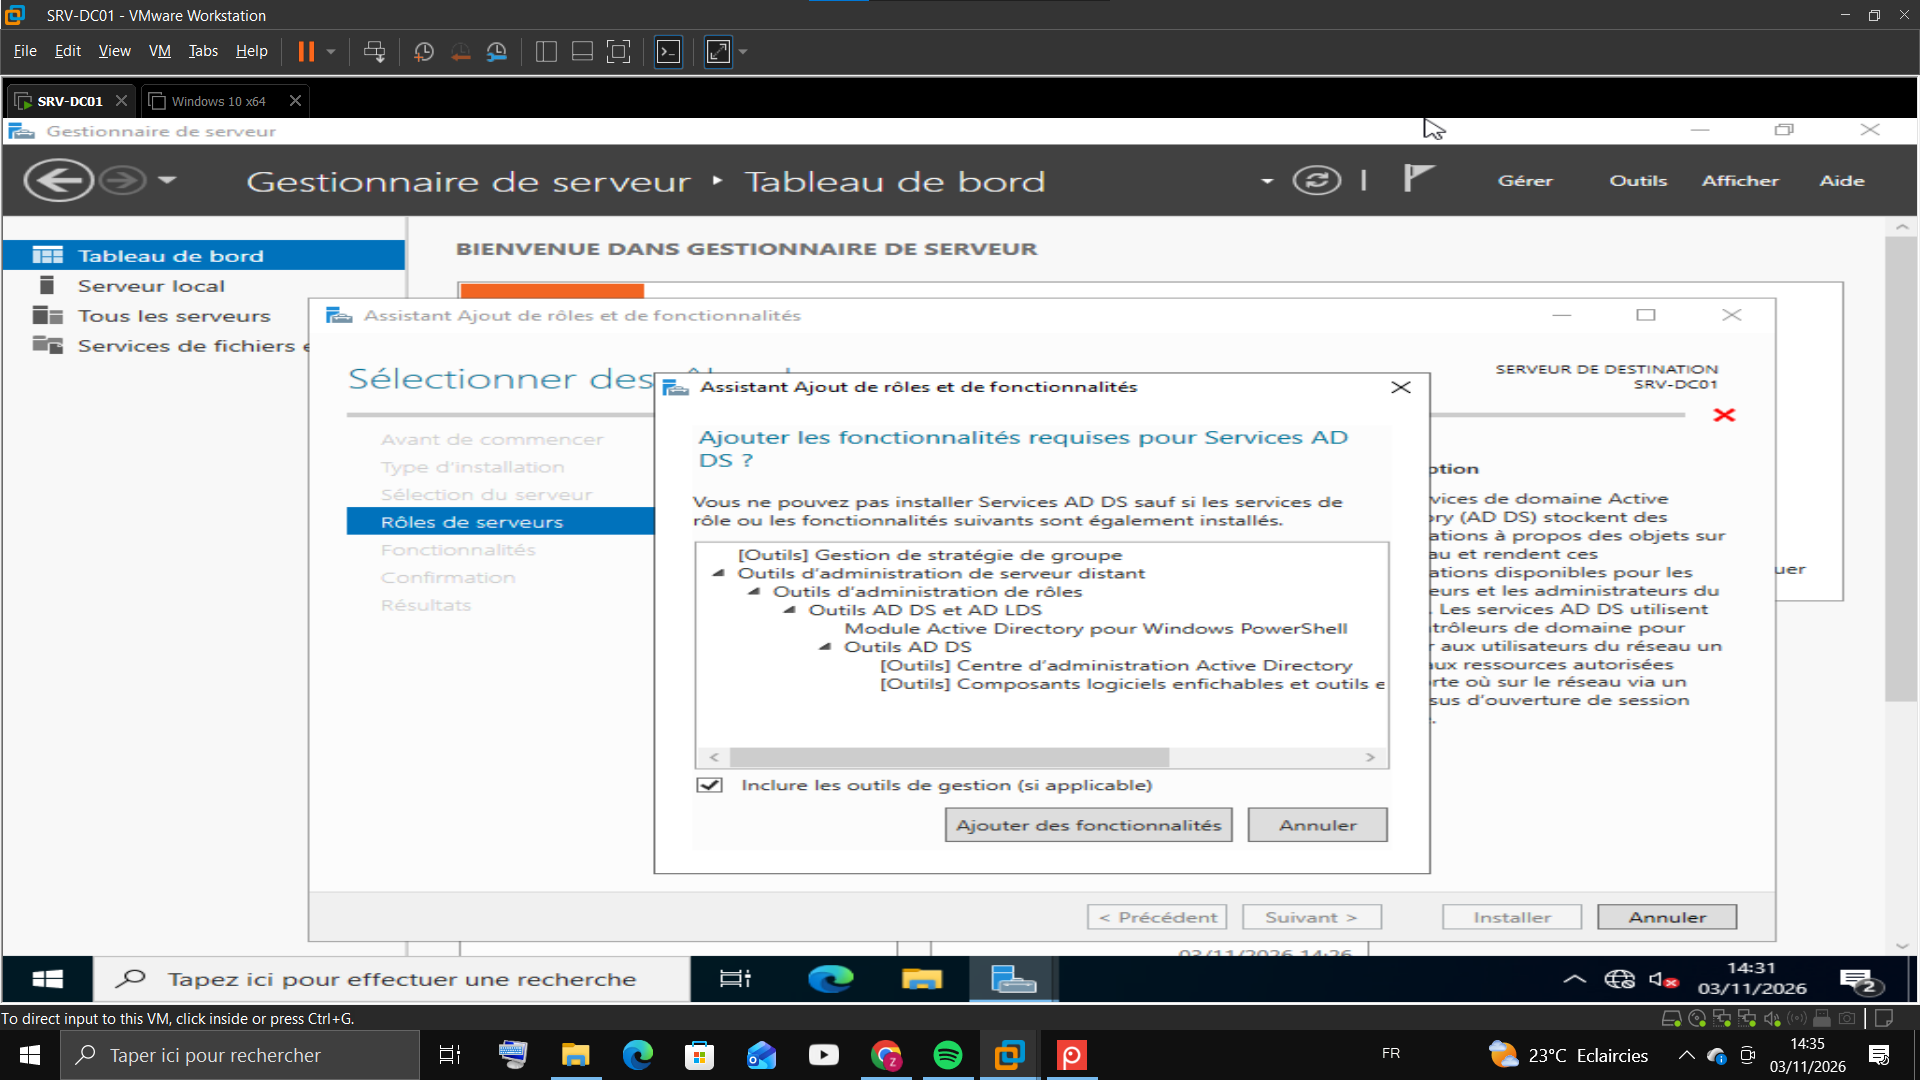 SRV-DC01 - VMware Workstation
File Edit View VM Tabs Help
SRV-DC01
Windows 10 x64
Gestionnaire de serveur
Gestionnaire de serveur
Tableau de bord
Gérer
Outils
Afficher
Aide
Tableau de bord
Serveur local
Tous les serveurs
Services de fichiers
BIENVENUE DANS GESTIONNAIRE DE SERVEUR
Assistant Ajout de rôles et de fonctionnalités
Sélectionner des
SERVEUR DE DESTINATION
SRV-DC01
Avant de commencer
Type d'installation
Sélection du serveur
Rôles de serveurs
Fonctionnalités
Confirmation
Résultats
Assistant Ajout de rôles et de fonctionnalités
Ajouter les fonctionnalités requises pour Services AD
DS ?
Vous ne pouvez pas installer Services AD DS sauf si les services de
rôle ou les fonctionnalités suivants sont également installés.
[Outils] Gestion de stratégie de groupe
Outils d'administration de serveur distant
Outils d'administration de rôles
Outils AD DS et AD LDS
Module Active Directory pour Windows PowerShell
Outils AD DS
[Outils] Centre d'administration Active Directory
[Outils] Composants logiciels enfichables et outils e
Inclure les outils de gestion (si applicable)
Ajouter des fonctionnalités
Annuler
ption
vices de domaine Active
ry (AD DS) stockent des
ations à propos des objets sur
au et rendent ces
ations disponibles pour les
eurs et les administrateurs du
. Les services AD DS utilisent
trôleurs de domaine pour
r aux utilisateurs du réseau un
aux ressources autorisées
rte où sur le réseau via un
sus d'ouverture de session
uer
< Précédent
Suivant >
Installer
Annuler
03/11/2026 14:26
Tapez ici pour effectuer une recherche
14:31
03/11/2026
2
To direct input to this VM, click inside or press Ctrl+G.
Taper ici pour rechercher
FR
23°C Eclaircies
14:35
03/11/2026